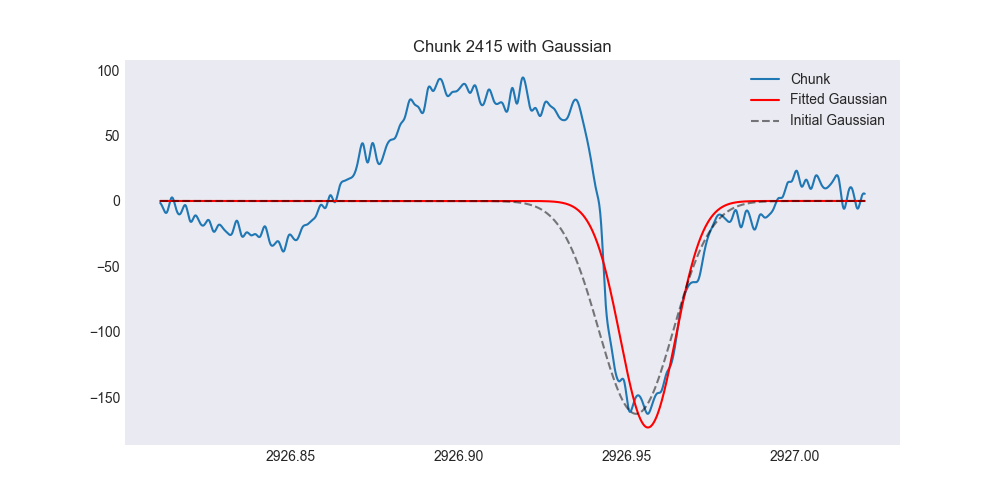 Chunk 2415 with Gaussian
100
50
0
−50
−100
−150
2926.85 2926.90 2926.95 2927.00
Chunk
Fitted Gaussian
Initial Gaussian